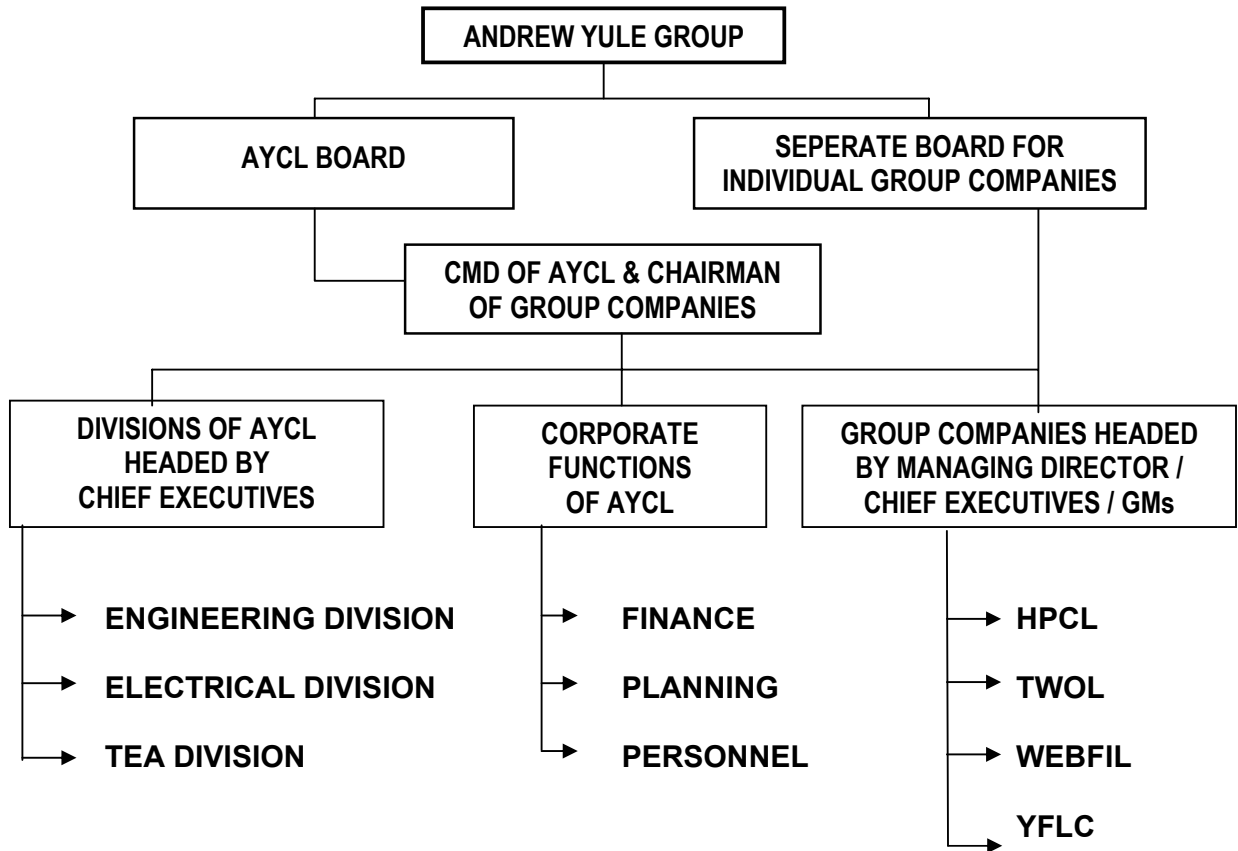 ANDREW YULE GROUP
AYCL BOARD
SEPERATE BOARD FOR
INDIVIDUAL GROUP COMPANIES
CMD OF AYCL & CHAIRMAN
OF GROUP COMPANIES
DIVISIONS OF AYCL
HEADED BY
CHIEF EXECUTIVES
CORPORATE
FUNCTIONS
OF AYCL
GROUP COMPANIES HEADED
BY MANAGING DIRECTOR /
CHIEF EXECUTIVES / GMs
ENGINEERING DIVISION
ELECTRICAL DIVISION
TEA DIVISION
FINANCE
PLANNING
PERSONNEL
HPCL
TWOL
WEBFIL
YFLC